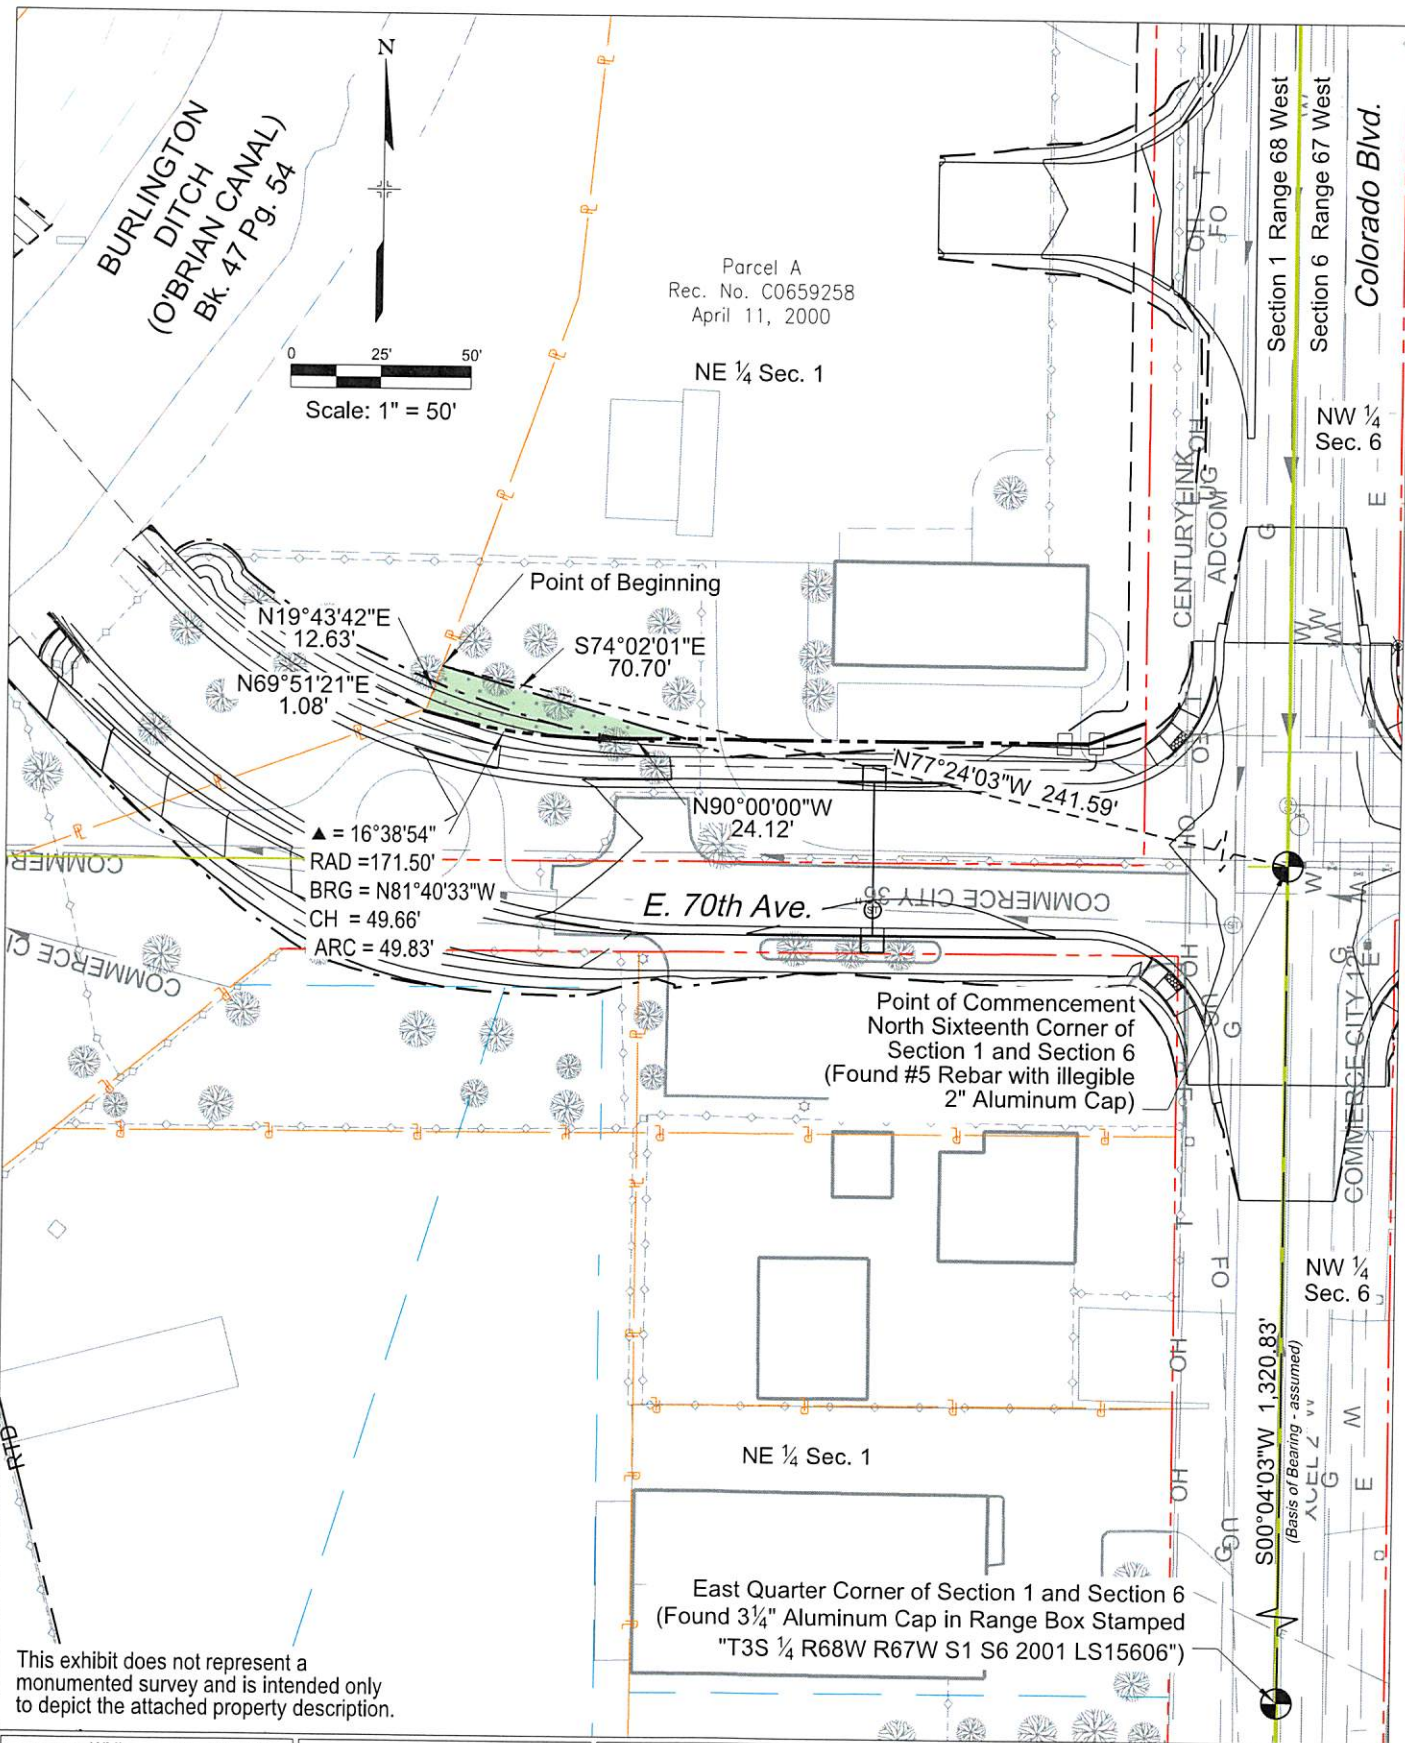 N
BURLINGTON
DITCH
(O'BRIAN CANAL)
Bk. 47 Pg. 54
0 25' 50'
Scale: 1" = 50'
Parcel A
Rec. No. C0659258
April 11, 2000
NE ¼ Sec. 1
Section 1 Range 68 West
Section 6 Range 67 West
Colorado Blvd.
NW ¼
Sec. 6
CENTURYLINK
ADCOM
UG
OH
FO
T
G
E
W
Point of Beginning
N19°43'42"E
12.63'
S74°02'01"E
70.70'
N69°51'21"E
1.08'
N77°24'03"W 241.59'
N90°00'00"W
24.12'
▲ = 16°38'54"
RAD =171.50'
BRG = N81°40'33"W
CH = 49.66'
ARC = 49.83'
COMMER
COMMERCE CI
COMMERCE CITY 36"
E. 70th Ave.
Point of Commencement
North Sixteenth Corner of
Section 1 and Section 6
(Found #5 Rebar with illegible
2" Aluminum Cap)
COMMERCE CITY 12"
NW ¼
Sec. 6
S00°04'03"W 1,320.83'
(Basis of Bearing - assumed)
NE ¼ Sec. 1
RTD
East Quarter Corner of Section 1 and Section 6
(Found 3¼" Aluminum Cap in Range Box Stamped
"T3S ¼ R68W R67W S1 S6 2001 LS15606")
This exhibit does not represent a
monumented survey and is intended only
to depict the attached property description.